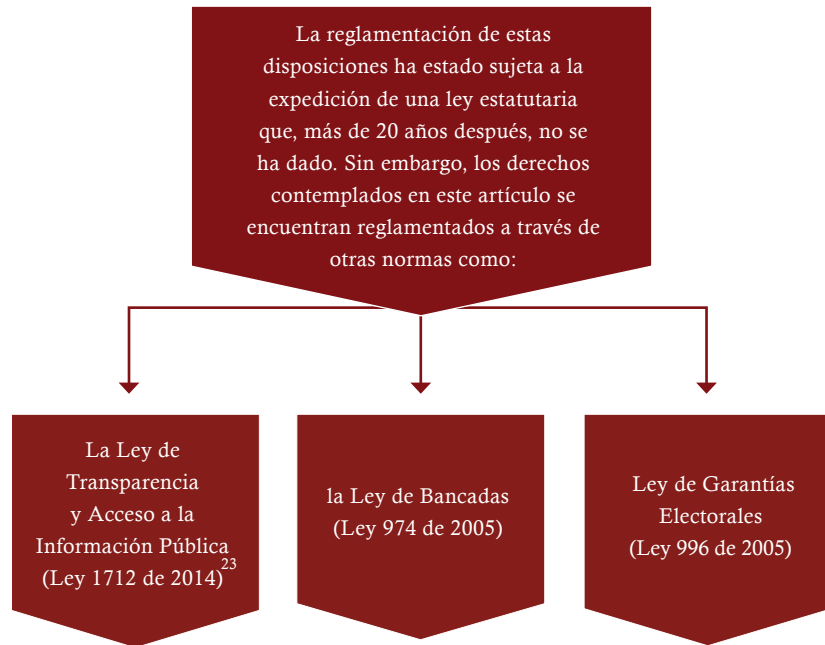 La reglamentación de estas
disposiciones ha estado sujeta a la
expedición de una ley estatutaria
que, más de 20 años después, no se
ha dado. Sin embargo, los derechos
contemplados en este artículo se
encuentran reglamentados a través de
otras normas como:
La Ley de
Transparencia
y Acceso a la
Información Pública
(Ley 1712 de 2014)23
la Ley de Bancadas
(Ley 974 de 2005)
Ley de Garantías
Electorales
(Ley 996 de 2005)